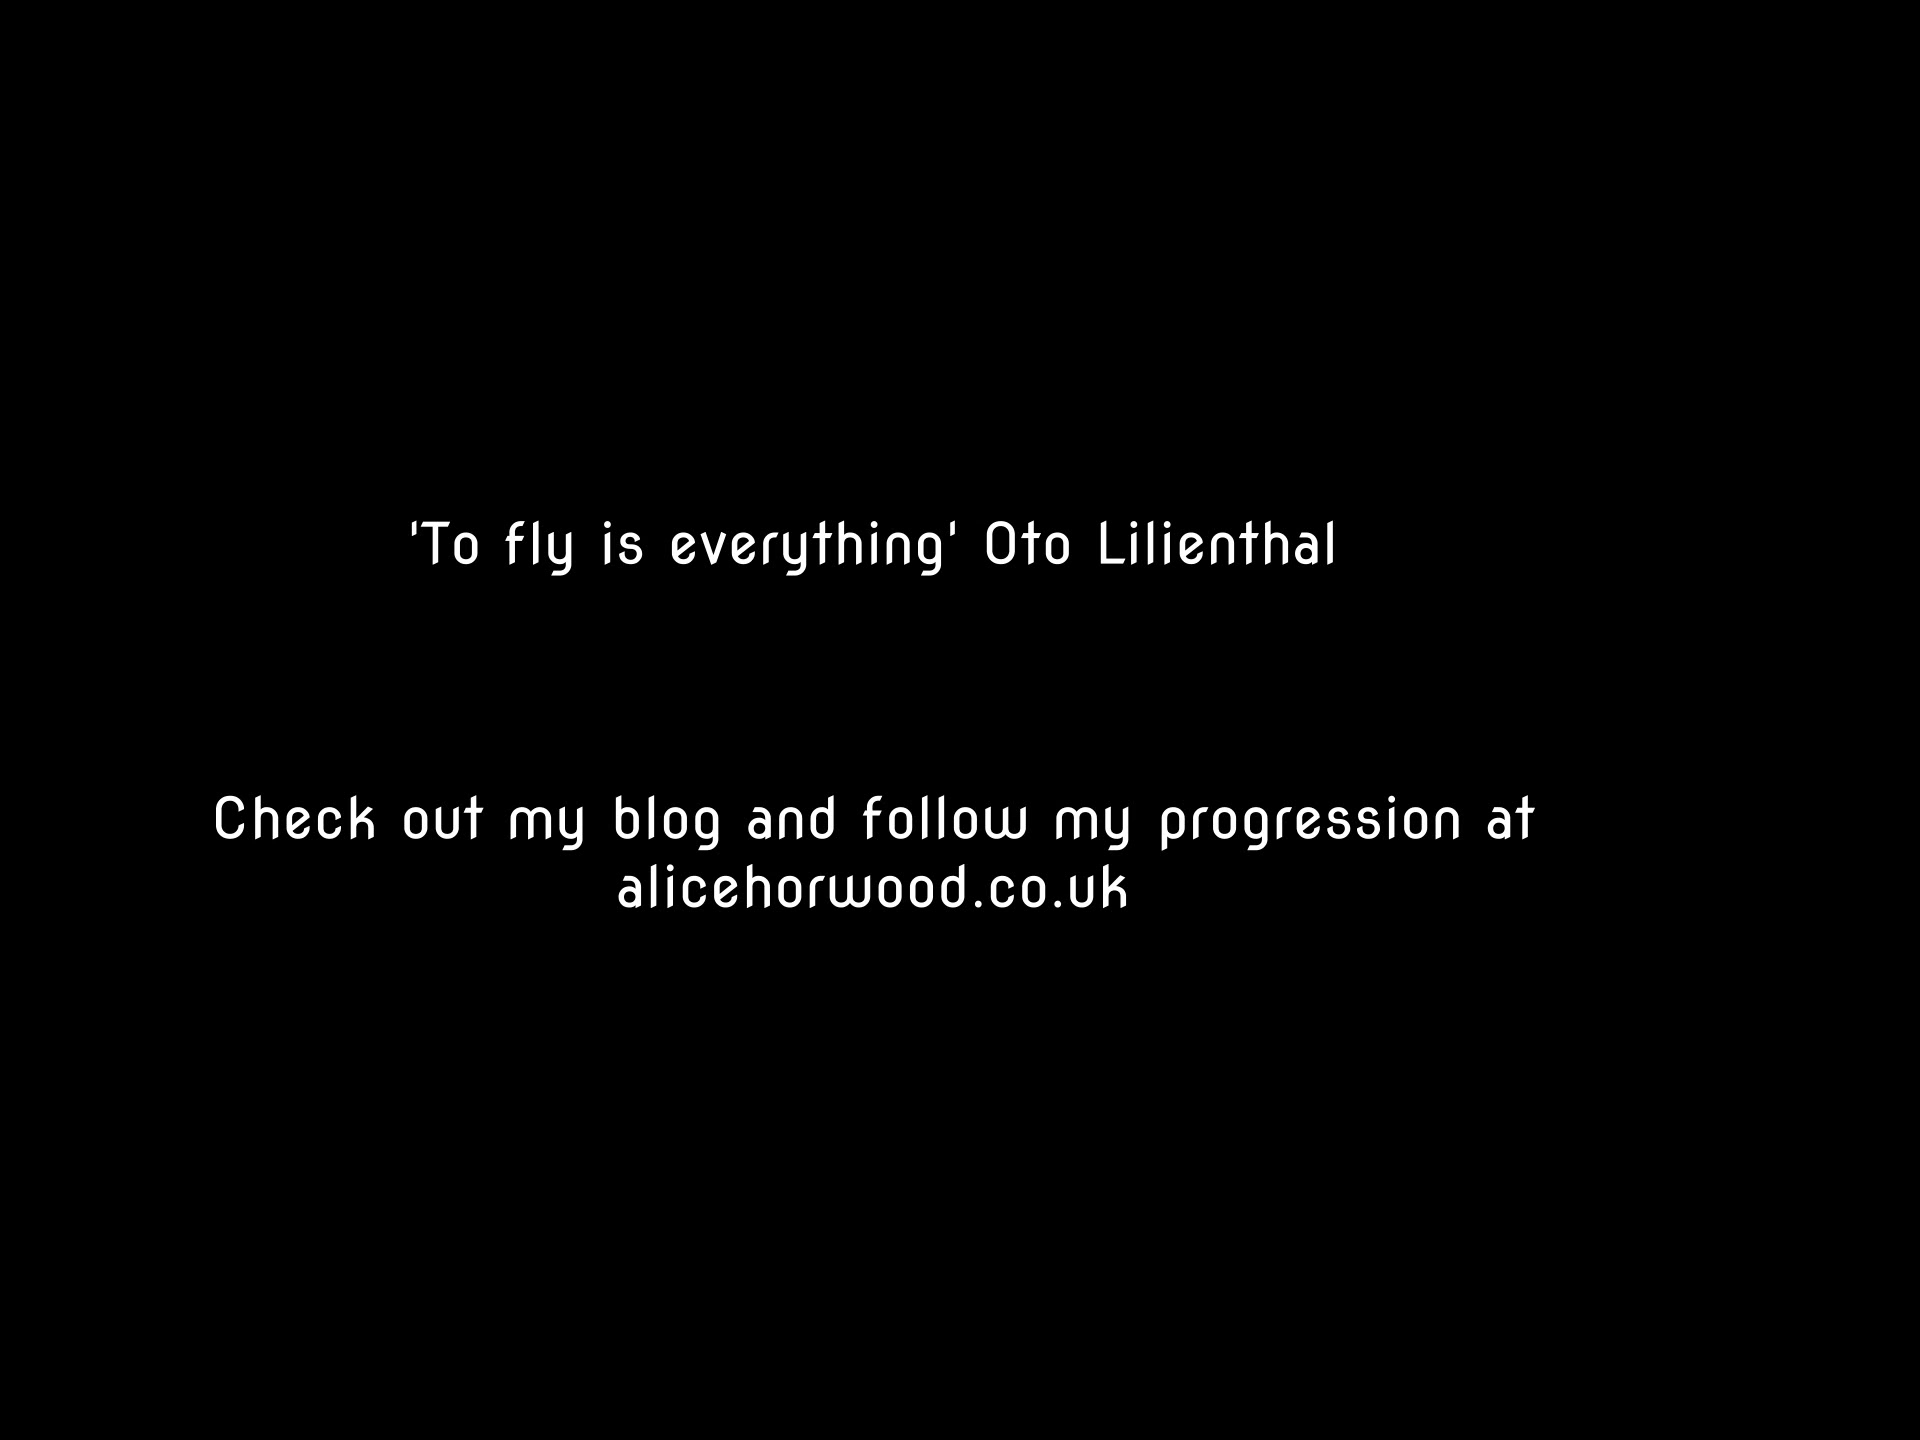 'To fly is everything' Oto Lilienthal
Check out my blog and follow my progression at
alicehorwood.co.uk